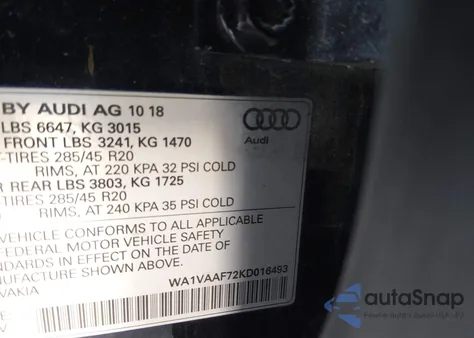 BY AUDI AG 10 18
LBS 6647, KG 3015
FRONT LBS 3241, KG 1470
-TIRES 285/45 R20
RIMS, AT 220 KPA 32 PSI COLD
R REAR LBS 3803, KG 1725
-TIRES 285/45 R20
RIMS, AT 240 KPA 35 PSI COLD
CONFORMS TO ALL APPLICABLE
FEDERAL MOTOR VEHICLE SAFETY
ANDARDS IN EFFECT ON THE DATE OF
NUFACTURE SHOWN ABOVE.
VAKIA
WA1VAAF72KD016493
Audi
autoSnap